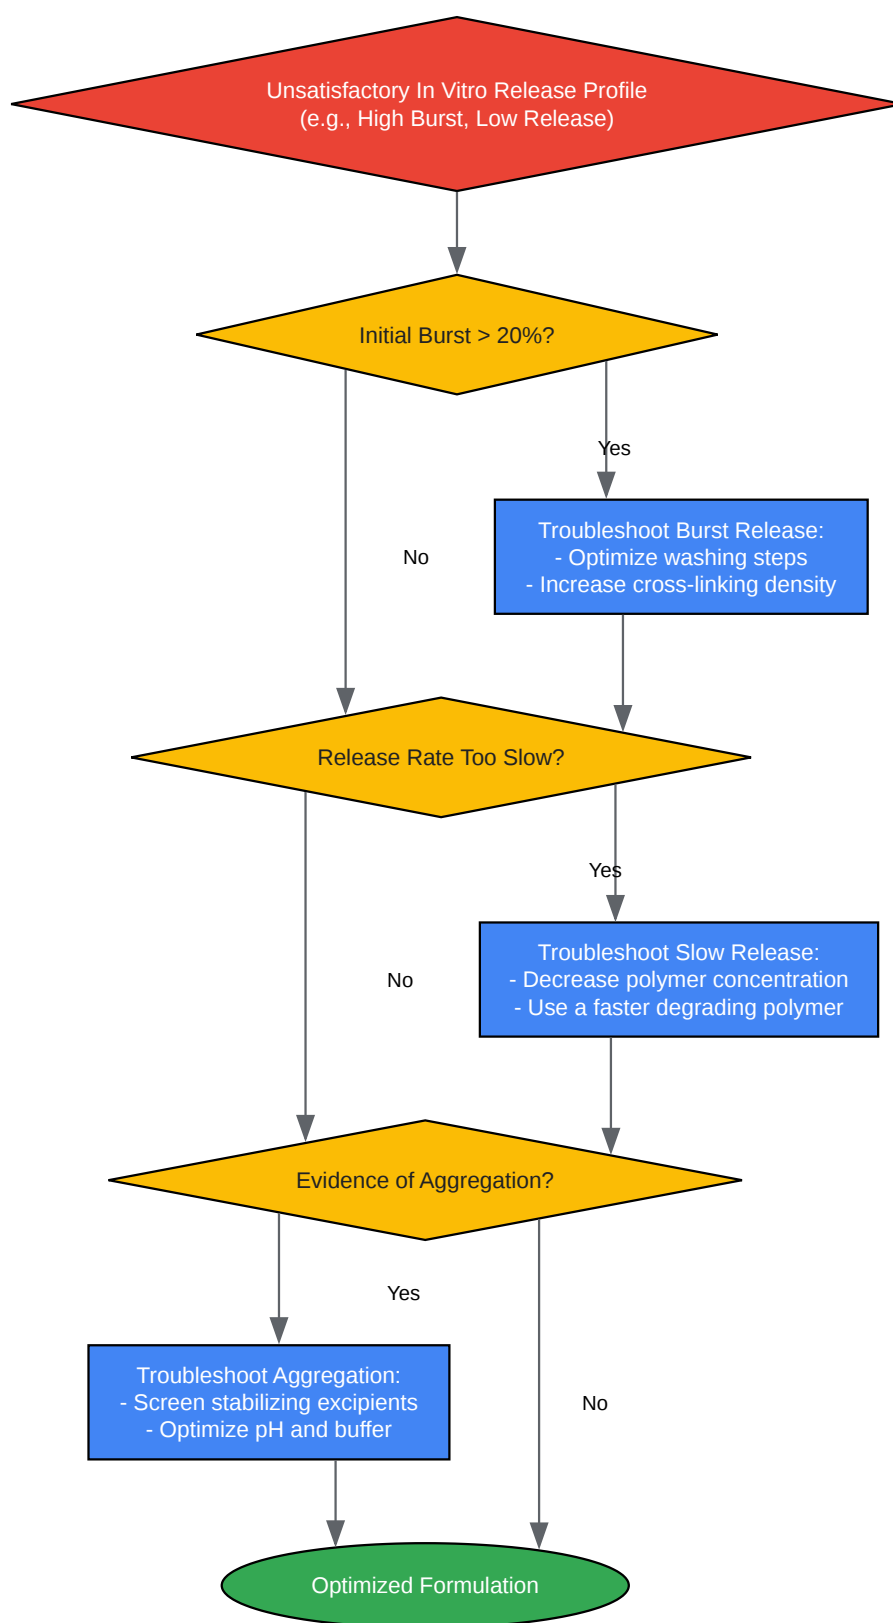 Unsatisfactory In Vitro Release Profile
(e.g., High Burst, Low Release)
Initial Burst > 20%?
Yes
No
Troubleshoot Burst Release:
- Optimize washing steps
- Increase cross-linking density
Release Rate Too Slow?
Yes
No
Troubleshoot Slow Release:
- Decrease polymer concentration
- Use a faster degrading polymer
Evidence of Aggregation?
Yes
No
Troubleshoot Aggregation:
- Screen stabilizing excipients
- Optimize pH and buffer
Optimized Formulation